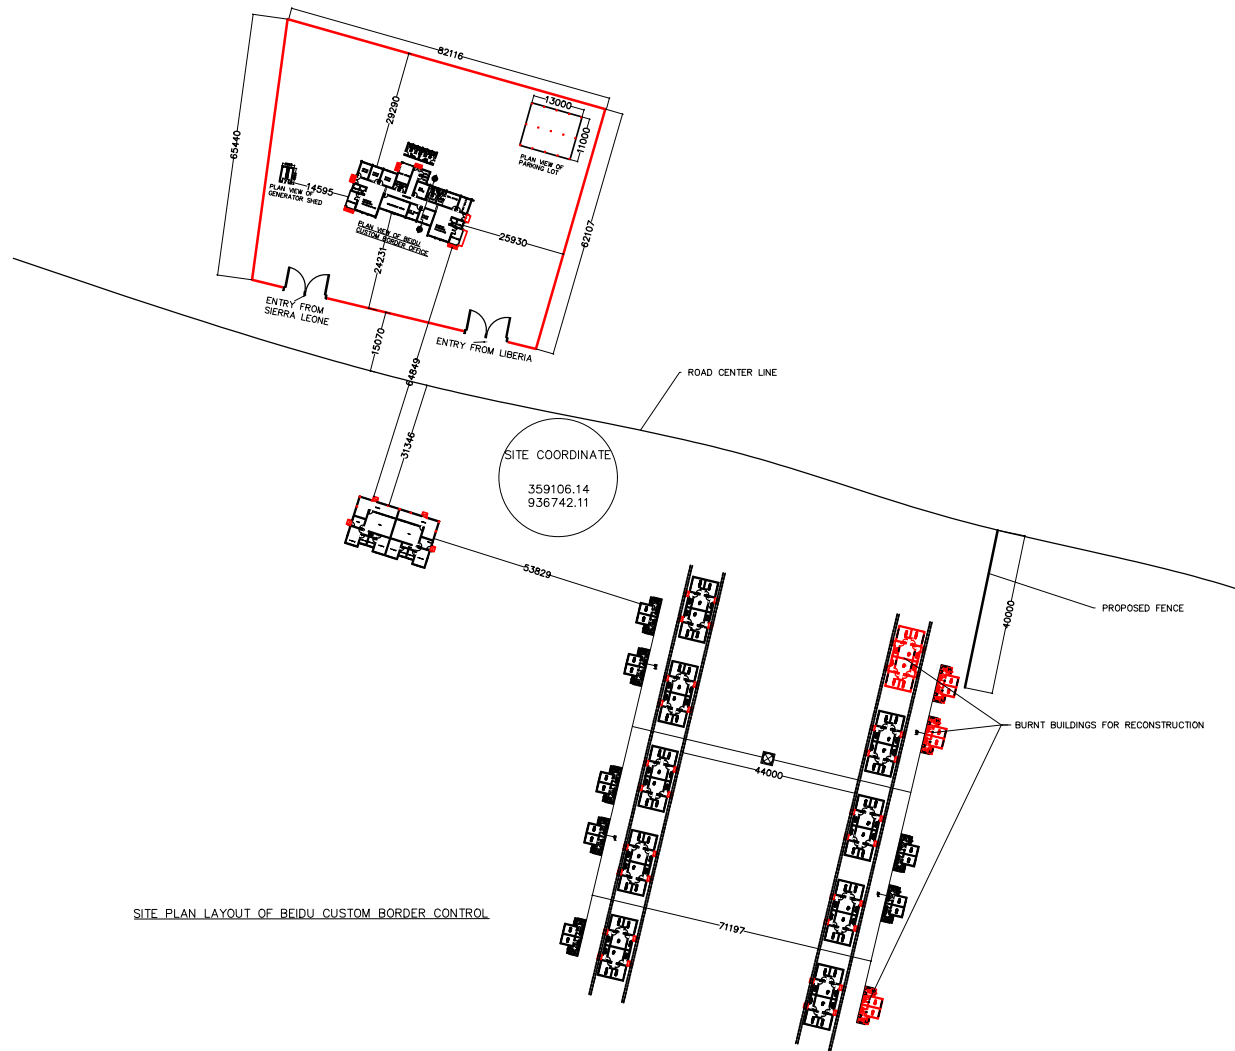 82116
13000
11000
29290
65440
PLAN VIEW OF
PARKING LOT
14595
PLAN VIEW OF
GENERATOR SHED
PLAN VIEW OF BEIDU
CUSTOM BORDER OFFICE
25930
62107
24231
ENTRY FROM
SIERRA LEONE
15070
ENTRY FROM LIBERIA
64849
ROAD CENTER LINE
31346
SITE COORDINATE
359106.14
936742.11
53829
PROPOSED FENCE
40000
BURNT BUILDINGS FOR RECONSTRUCTION
44000
SITE PLAN LAYOUT OF BEIDU CUSTOM BORDER CONTROL
71197